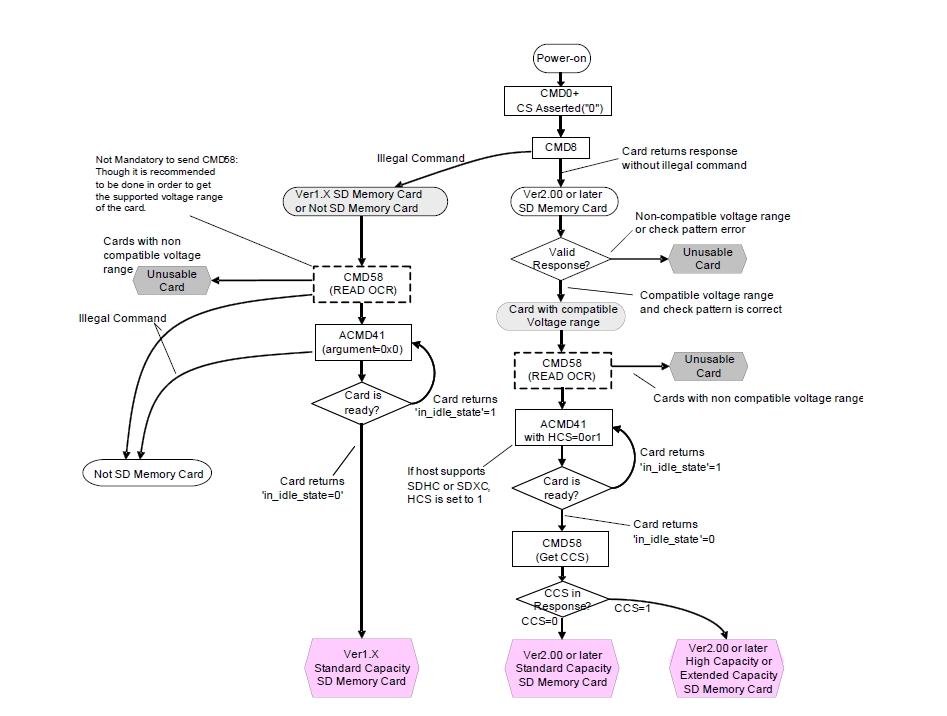 Power-on
CMD0+
CS Asserted("0")
CMD8
Illegal Command
Card returns response
without illegal command
Not Mandatory to send CMD58:
Though it is recommended
to be done in order to get
the supported voltage range
of the card.
Ver1.X SD Memory Card
or Not SD Memory Card
Ver2.00 or later
SD Memory Card
Non-compatible voltage range
or check pattern error
Cards with non
compatible voltage
range
Unusable
Card
CMD58
(READ OCR)
Valid
Response?
Unusable
Card
Compatible voltage range
and check pattern is correct
Illegal Command
ACMD41
(argument=0x0)
Card with compatible
Voltage range
CMD58
(READ OCR)
Unusable
Card
Cards with non compatible voltage range
Card is
ready?
Card returns
'in_idle_state'=1
ACMD41
with HCS=0or1
Card returns
'in_idle_state'=1
Not SD Memory Card
Card returns
'in_idle_state=0'
If host supports
SDHC or SDXC,
HCS is set to 1
Card is
ready?
Card returns
'in_idle_state'=0
CMD58
(Get CCS)
CCS in
Response?
CCS=0
CCS=1
Ver1.X
Standard Capacity
SD Memory Card
Ver2.00 or later
Standard Capacity
SD Memory Card
Ver2.00 or later
High Capacity or
Extended Capacity
SD Memory Card